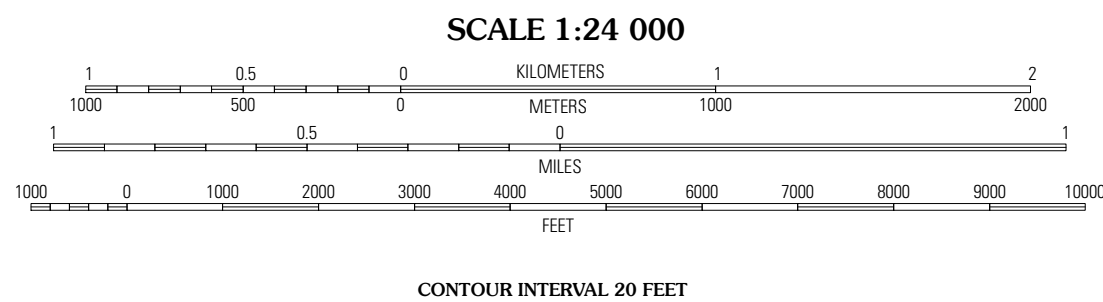 SCALE 1:24 000
1 0.5 0 KILOMETERS 1 2
1000 500 0 METERS 1000 2000
1 0.5 0 1
MILES
1000 0 1000 2000 3000 4000 5000 6000 7000 8000 9000 10000
FEET
CONTOUR INTERVAL 20 FEET